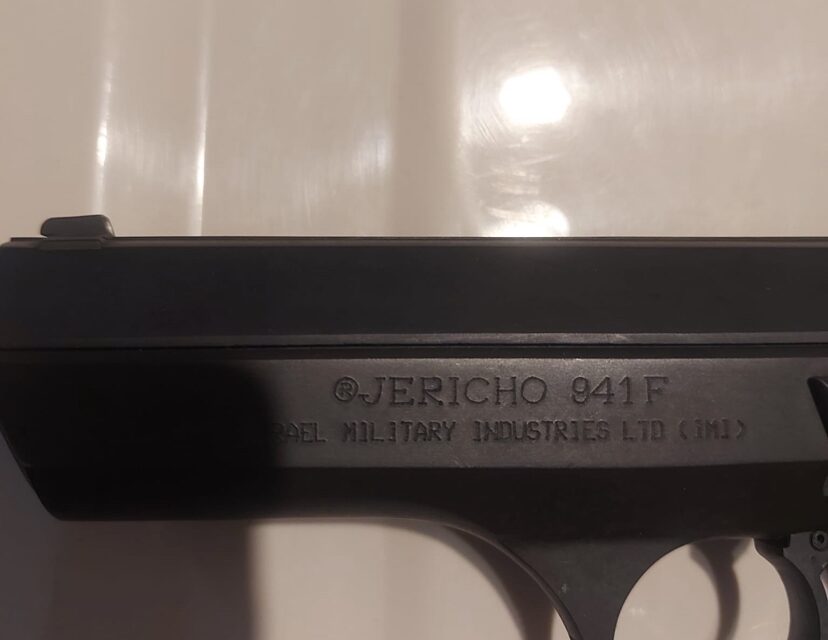 ®JERICHO 941F
RAEL MILITARY INDUSTRIES LTD (IMI)